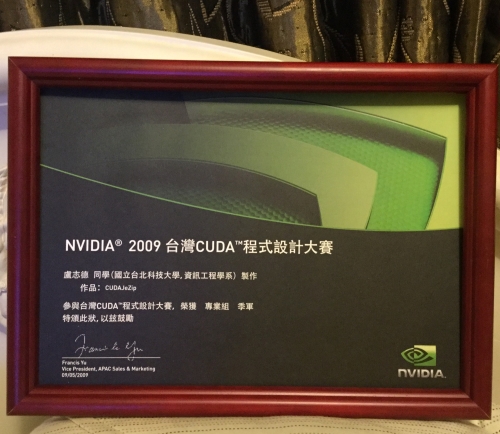 NVIDIA® 2009 台灣CUDA™程式設計大賽
盧志德 同學(國立台北科技大學, 資訊工程學系) 製作
作品: CUDAJeZip
參與台灣CUDA™程式設計大賽, 榮獲 專業組 季軍
特頒此狀, 以茲鼓勵
Francis Yu
Francis Yu
Vice President, APAC Sales & Marketing
09/05/2009
NVIDIA.